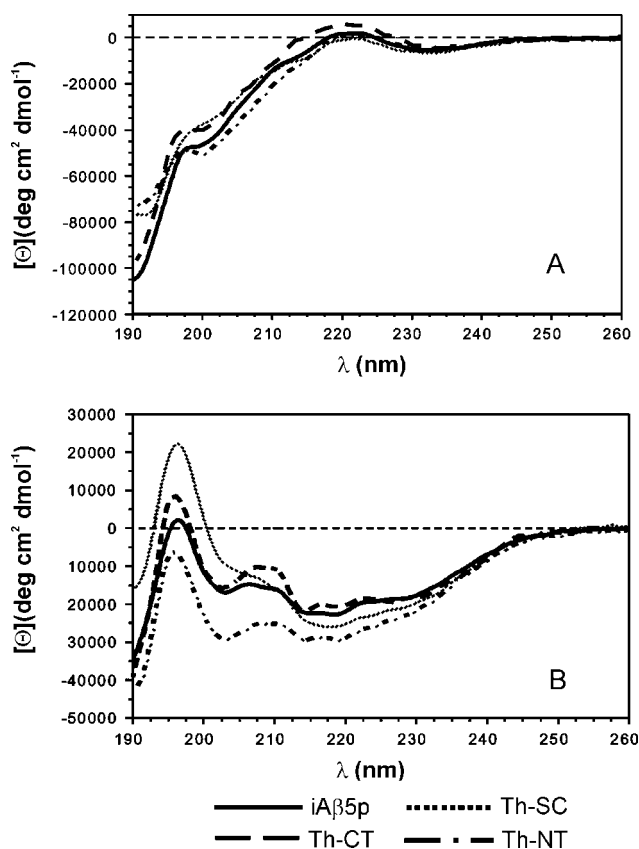 [Θ](deg cm² dmol⁻¹)
0
-10000
-20000
-40000
-60000
-80000
-100000
-120000
A
190 200 210 220 230 240 250 260
λ (nm)
[Θ](deg cm² dmol⁻¹)
30000
20000
10000
0
10000
20000
30000
-40000
-50000
B
190 200 210 220 230 240 250 260
λ (nm)
iAβ5p Th-SC
Th-CT Th-NT